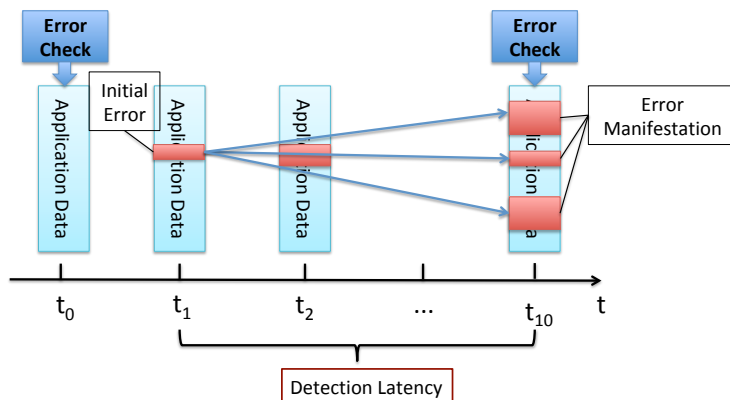 Error
Check
Error
Check
Initial
Error
Application Data
Application Data
Application Data
Error
Manifestation
t0
t1
t2
...
t10
t
Detection Latency